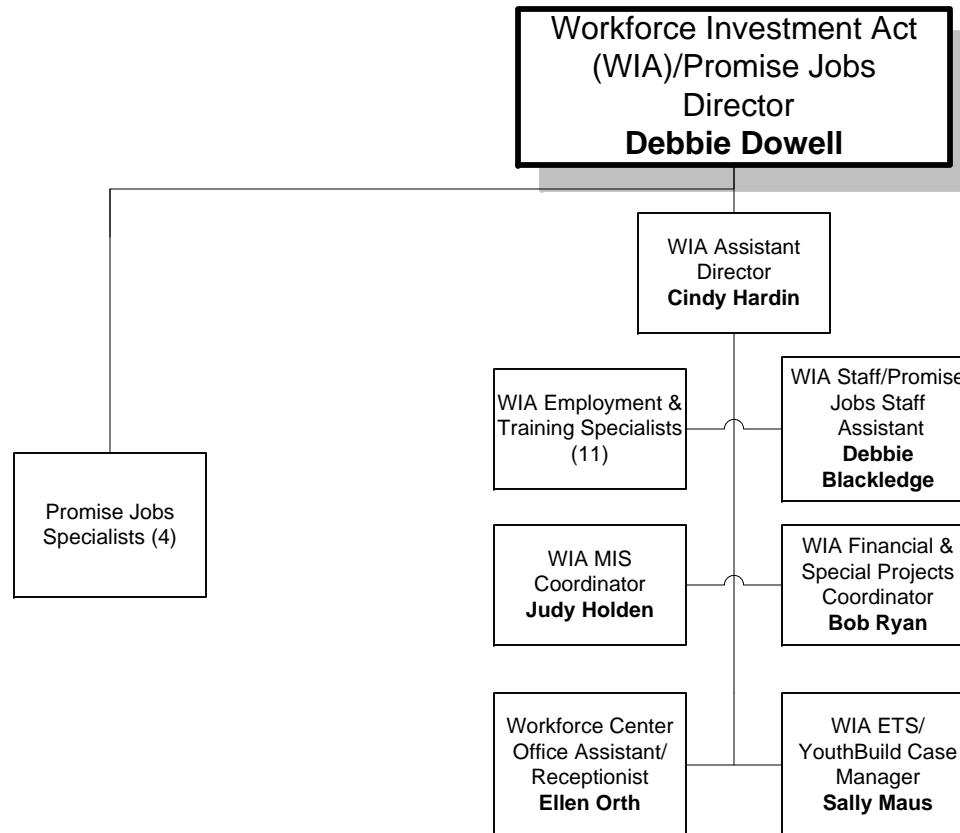 Workforce Investment Act
(WIA)/Promise Jobs
Director
Debbie Dowell
WIA Assistant
Director
Cindy Hardin
WIA Employment &
Training Specialists
(11)
WIA Staff/Promise
Jobs Staff
Assistant
Debbie
Blackledge
Promise Jobs
Specialists (4)
WIA MIS
Coordinator
Judy Holden
WIA Financial &
Special Projects
Coordinator
Bob Ryan
Workforce Center
Office Assistant/
Receptionist
Ellen Orth
WIA ETS/
YouthBuild Case
Manager
Sally Maus